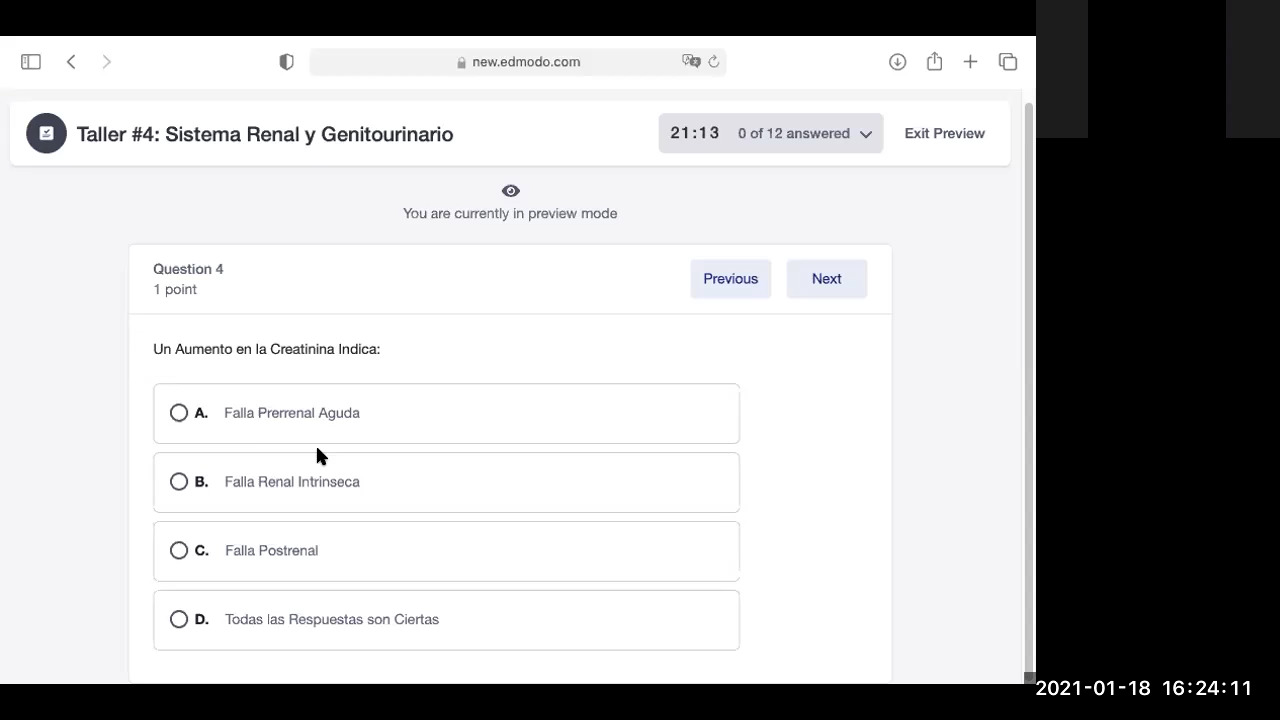 new.edmodo.com
Taller #4: Sistema Renal y Genitourinario
21:13 0 of 12 answered
Exit Preview
You are currently in preview mode
Question 4
1 point
Previous
Next
Un Aumento en la Creatinina Indica:
A. Falla Prerrenal Aguda
B. Falla Renal Intrinseca
C. Falla Postrenal
D. Todas las Respuestas son Ciertas
2021-01-18 16:24:11